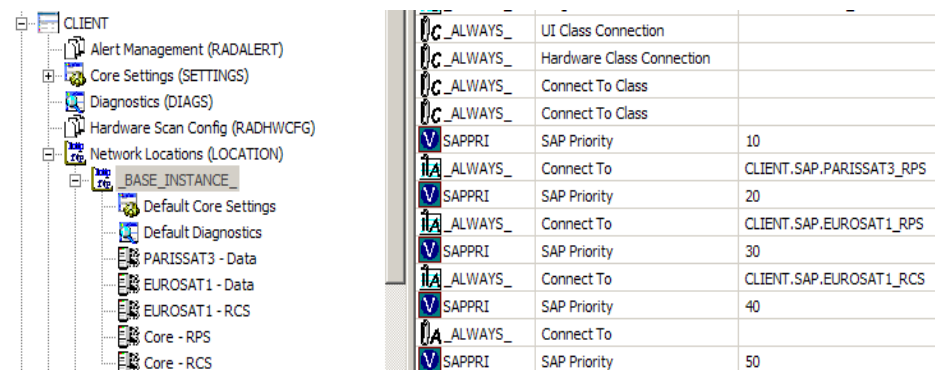 CLIENT
Alert Management (RADALERT)
Core Settings (SETTINGS)
Diagnostics (DIAGS)
Hardware Scan Config (RADHWCFG)
Network Locations (LOCATION)
_BASE_INSTANCE_
Default Core Settings
Default Diagnostics
PARISSAT3 - Data
EUROSAT1 - Data
EUROSAT1 - RCS
Core - RPS
Core - RCS
_ALWAYS_ UI Class Connection
_ALWAYS_ Hardware Class Connection
_ALWAYS_ Connect To Class
_ALWAYS_ Connect To Class
V SAPPRI SAP Priority 10
_ALWAYS_ Connect To CLIENT.SAP.PARISSAT3_RPS
V SAPPRI SAP Priority 20
_ALWAYS_ Connect To CLIENT.SAP.EUROSAT1_RPS
V SAPPRI SAP Priority 30
_ALWAYS_ Connect To CLIENT.SAP.EUROSAT1_RCS
V SAPPRI SAP Priority 40
_ALWAYS_ Connect To
V SAPPRI SAP Priority 50